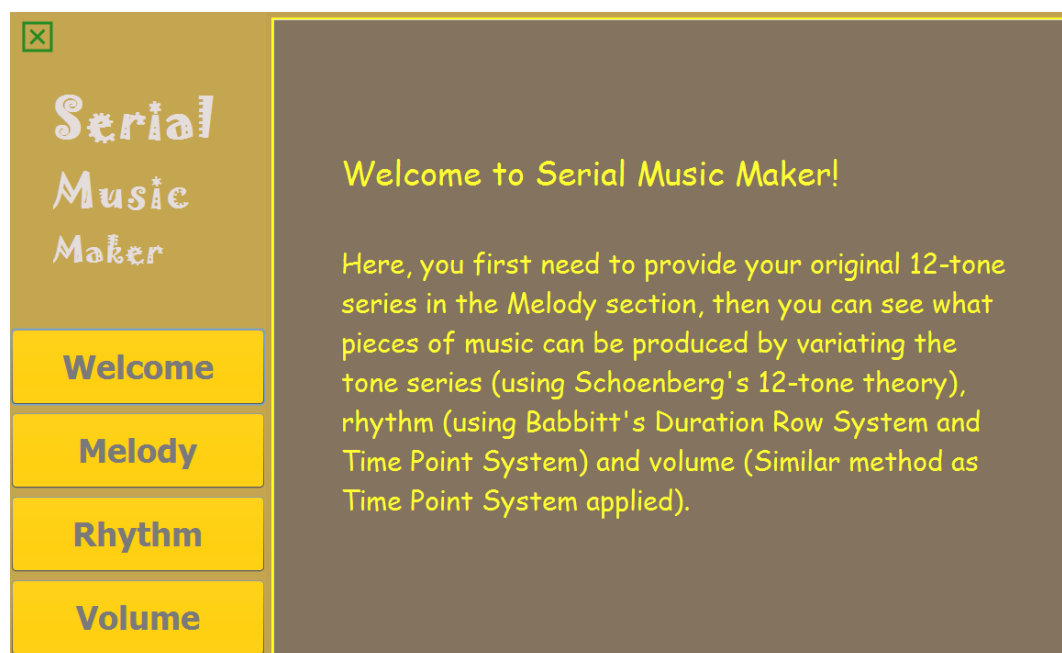 Serial
Music
Maker
Welcome
Melody
Rhythm
Volume
Welcome to Serial Music Maker!
Here, you first need to provide your original 12-tone
series in the Melody section, then you can see what
pieces of music can be produced by variating the
tone series (using Schoenberg's 12-tone theory),
rhythm (using Babbitt's Duration Row System and
Time Point System) and volume (Similar method as
Time Point System applied).